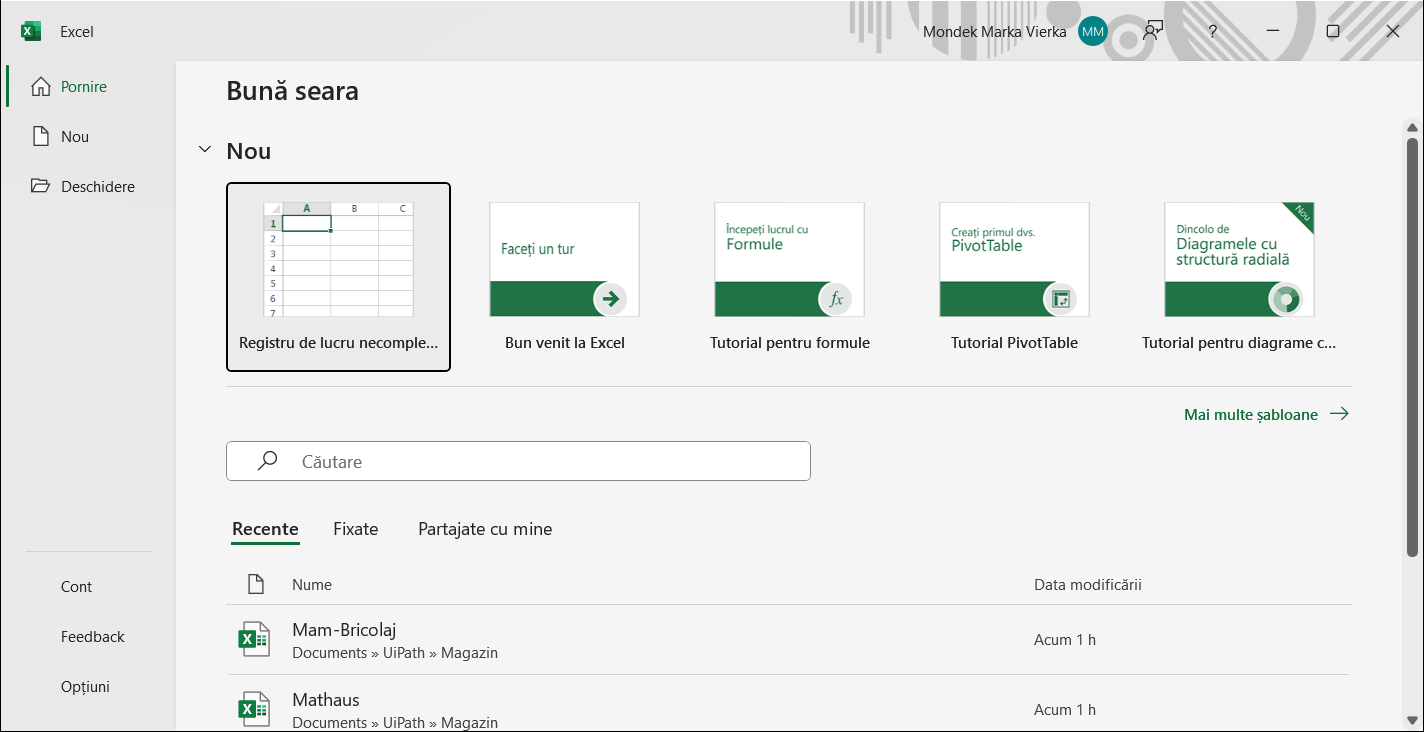 Excel
Mondek Marka Vierka MM ?
Pornire
Nou
Deschidere
Cont
Feedback
Opțiuni
Bună seara
Nou
A B C
1
2
3
4
5
6
7
Registru de lucru necomple...
Faceți un tur
Bun venit la Excel
Începeți lucrul cu
Formule
fx
Tutorial pentru formule
Creați primul dvs.
PivotTable
Tutorial PivotTable
Nou
Dincolo de
Diagramele cu
structură radială
Tutorial pentru diagrame c...
Mai multe șabloane
Căutare
Recente Fixate Partajate cu mine
Nume Data modificării
Mam-Bricolaj
Documents » UiPath » Magazin
Acum 1 h
Mathaus
Documents » UiPath » Magazin
Acum 1 h